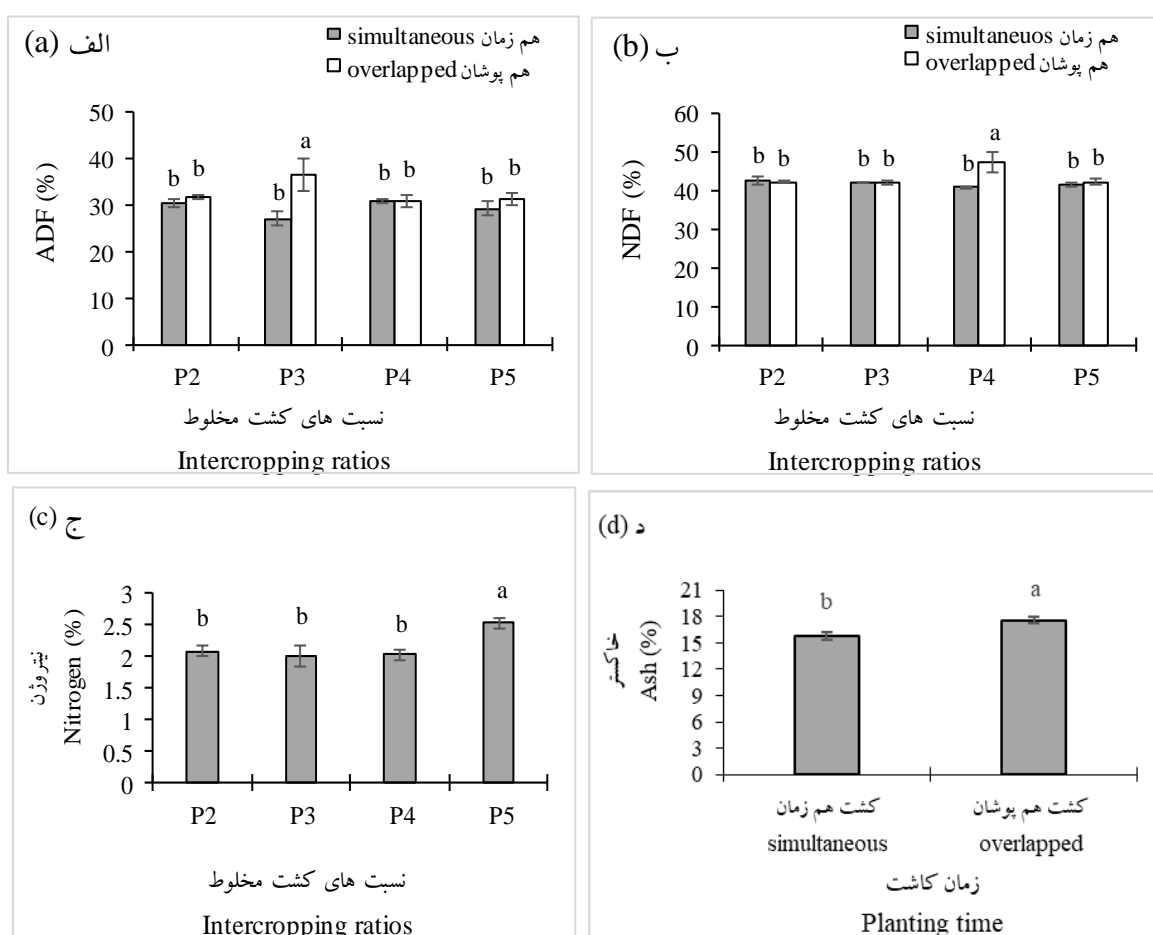 (a) الف
هم زمان simultaneous
هم پوشان overlapped
ADF (%)
50
40
30
20
10
0
b b b a b b b b
P2 P3 P4 P5
نسبت های کشت مخلوط
Intercropping ratios
(b) ب
هم زمان simultaneuos
هم پوشان overlapped
NDF (%)
60
50
40
30
20
10
0
b b b b b a b b
P2 P3 P4 P5
نسبت های کشت مخلوط
Intercropping ratios
(c) ج
نیتروژن
Nitrogen (%)
3
2.5
2
1.5
1
0.5
0
b b b a
P2 P3 P4 P5
نسبت های کشت مخلوط
Intercropping ratios
(d) د
خاکستر
Ash (%)
21
18
15
12
9
6
3
0
b a
کشت هم زمان کشت هم پوشان
simultaneous overlapped
زمان کاشت
Planting time